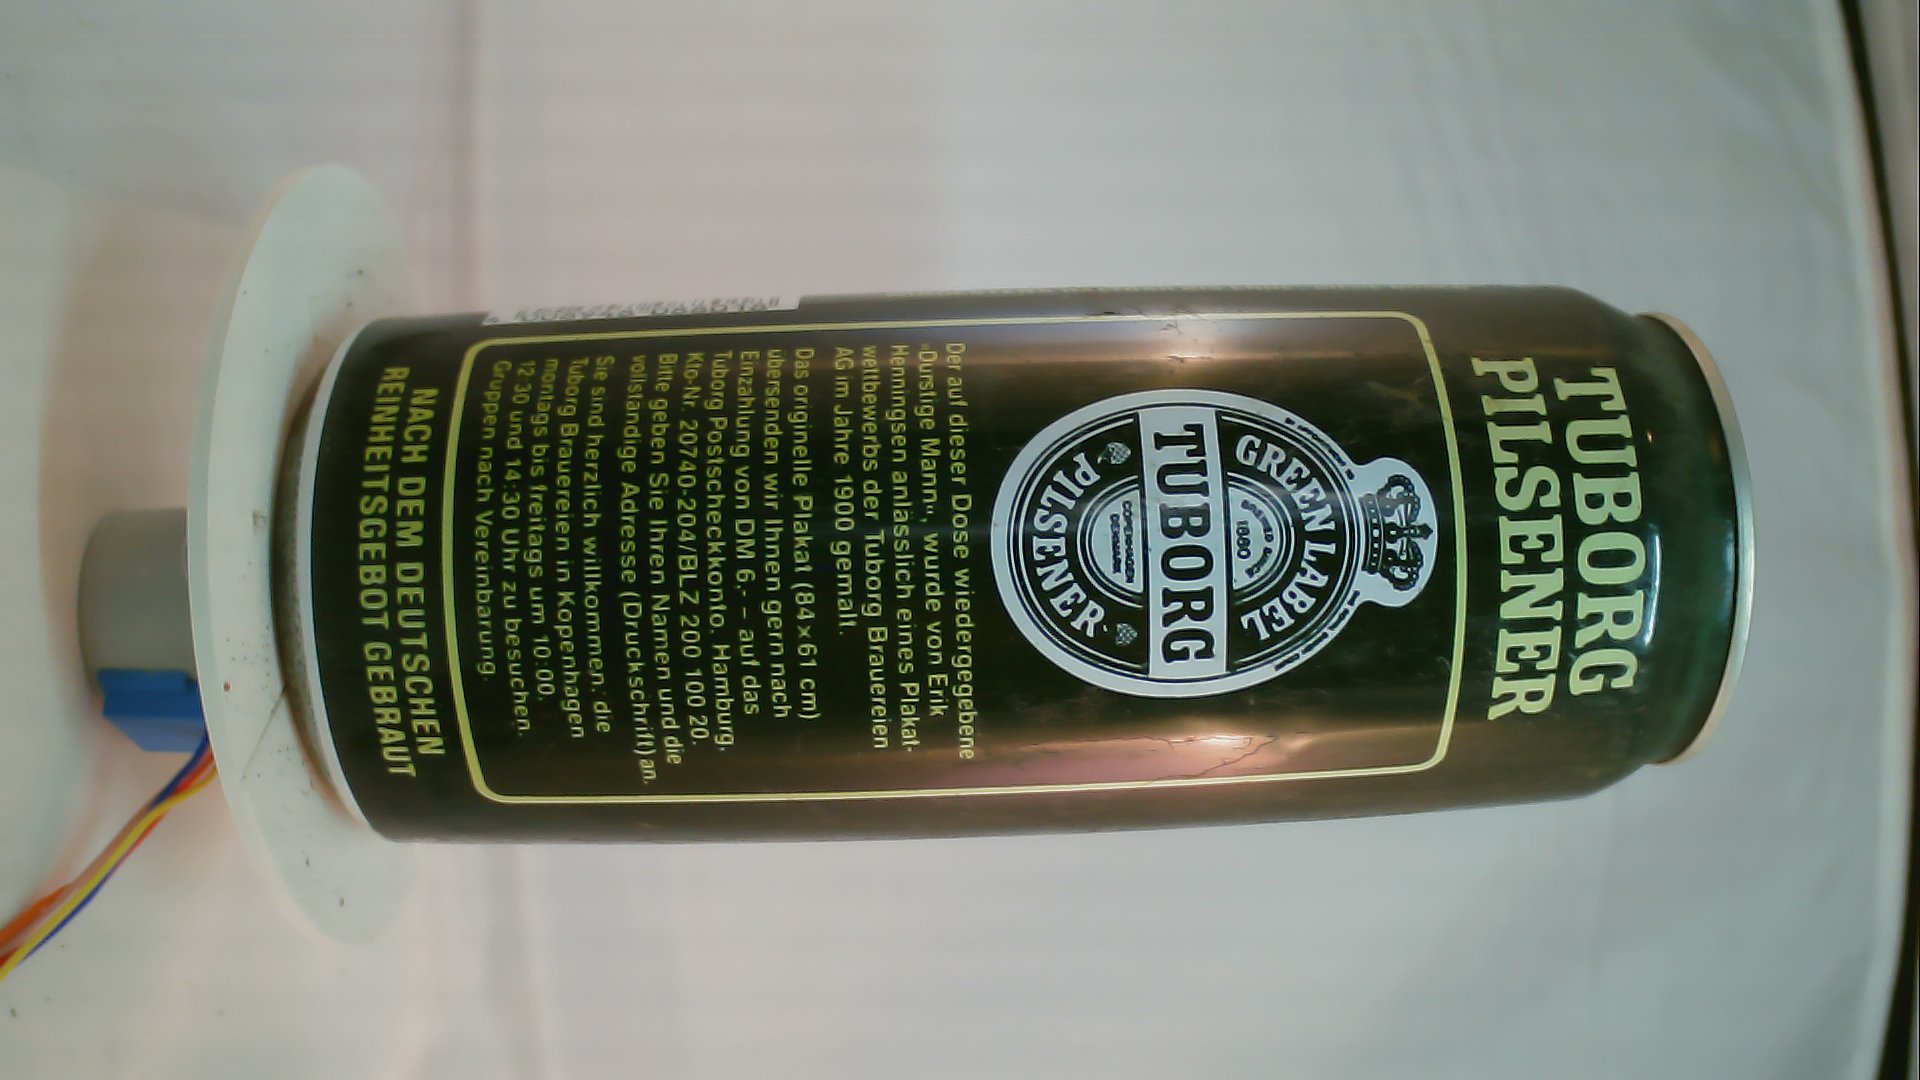 TUBORG
PILSENER
GREEN LABEL
1880
TUBORG
COPENHAGEN
DENMARK
PILSENER
Der auf dieser Dose wiedergegebene
„Durstige Mann“, wurde von Erik
Henningsen anlässlich eines Plakat-
wettbewerbs der Tuborg Brauereien
AG im Jahre 1900 gemalt.
Das originelle Plakat (84×61 cm)
übersenden wir Ihnen gern nach
Einzahlung von DM 6,- – auf das
Tuborg Postscheckkonto, Hamburg,
Kto-Nr. 20740-204/BLZ 200 100 20.
Bitte geben Sie Ihren Namen und die
vollständige Adresse (Druckschrift) an.
Sie sind herzlich willkommen, die
Tuborg Brauereien in Kopenhagen
montags bis freitags um 10:00,
12:30 und 14:30 Uhr zu besuchen.
Gruppen nach Vereinbarung.
NACH DEM DEUTSCHEN
REINHEITSGEBOT GEBRAUT